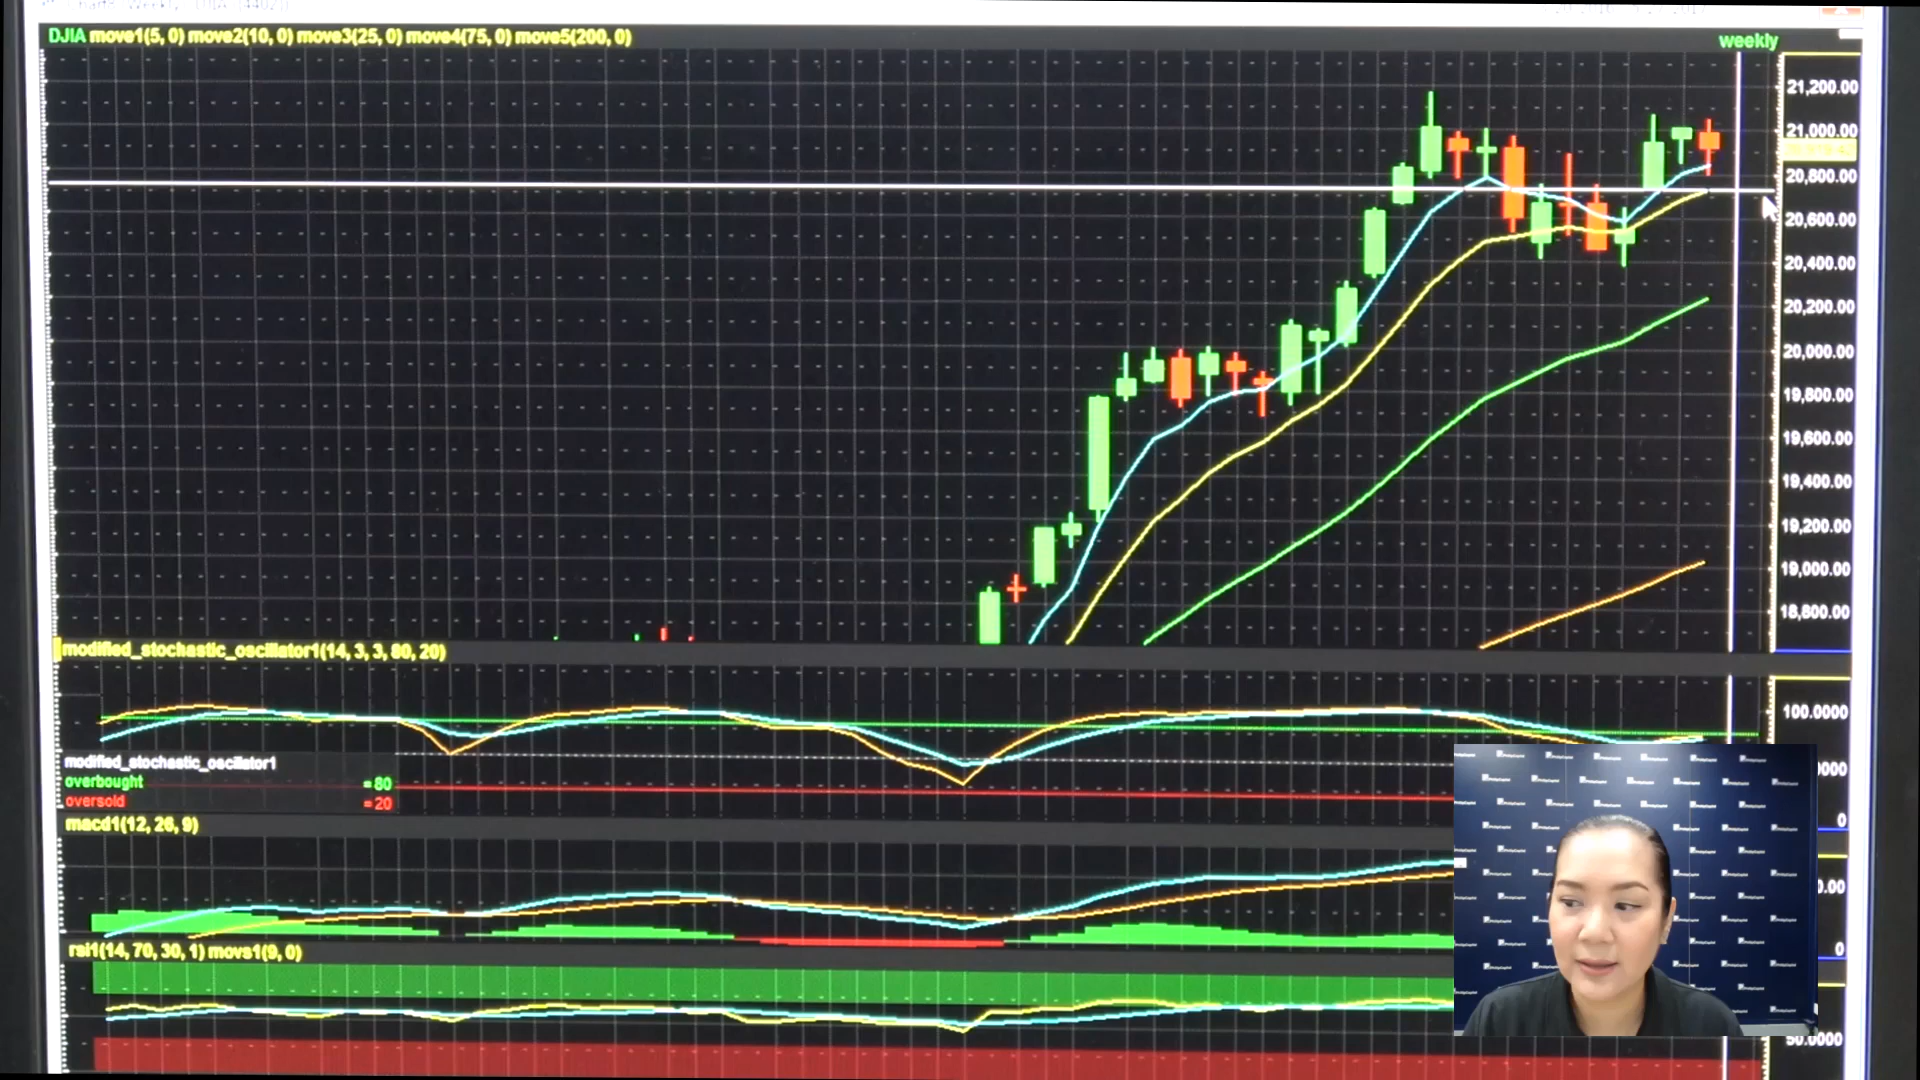 DJIA move1(5, 0) move2(10, 0) move3(25, 0) move4(75, 0) move5(200, 0)
weekly
21,200.00
21,000.00
20,800.00
20,600.00
20,400.00
20,200.00
20,000.00
19,800.00
19,600.00
19,400.00
19,200.00
19,000.00
18,800.00
modified_stochastic_oscillator1(14, 3, 3, 80, 20)
100.0000
modified_stochastic_oscillator1
overbought = 80
oversold = 20
0
macd1(12, 26, 9)
0
rsi1(14, 70, 30, 1) movs1(9, 0)
50.0000